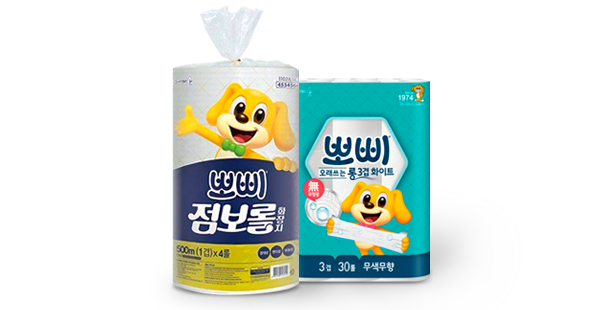 뽀삐
점보롤
화장지
500m (1겹) x 4롤
1974
뽀삐
오래쓰는 롱 3겹 화이트
無
3겹 30롤 무색무향